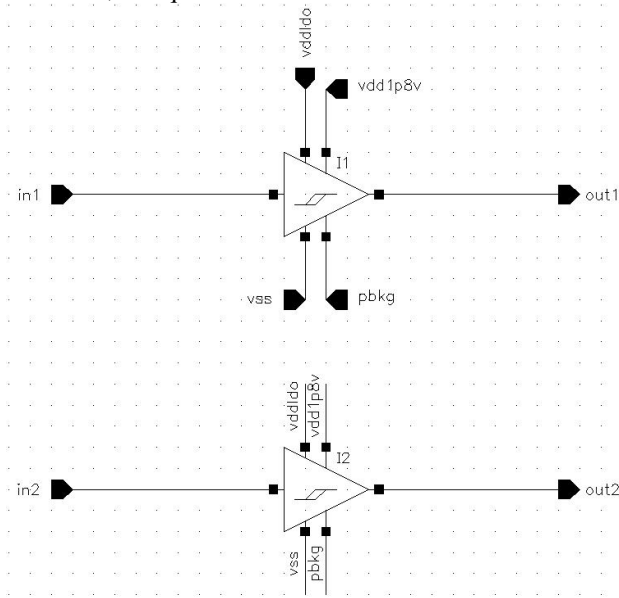 vddldo
vdd1p8v
I1
in1
out1
vss
pbkg
vddldo
vdd1p8v
I2
in2
out2
vss
pbkg